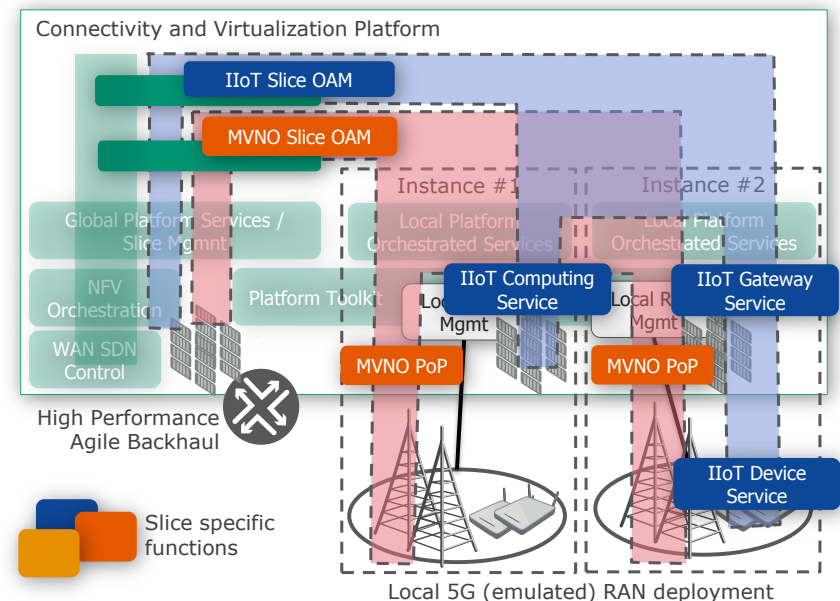 Connectivity and Virtualization Platform
IIoT Slice OAM
MVNO Slice OAM
Instance #1
Instance #2
Global Platform Services /
Slice Mgmnt
Local Platform
Orchestrated Services
Local Platform
Orchestrated Services
NFV
Orchestration
Platform Toolkit
IIoT Computing
Service
IIoT Gateway
Service
Mgmt
Local R
Mgmt
WAN SDN
Control
MVNO PoP
MVNO PoP
High Performance
Agile Backhaul
IIoT Device
Service
Slice specific
functions
Local 5G (emulated) RAN deployment